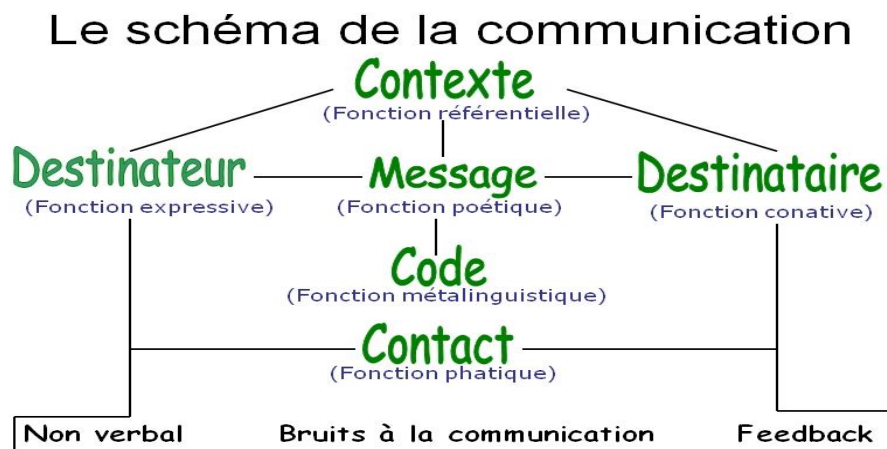 Le schéma de la communication
Contexte
(Fonction référentielle)
Destinateur Message Destinataire
(Fonction expressive) (Fonction poétique) (Fonction conative)
Code
(Fonction métalinguistique)
Contact
(Fonction phatique)
Non verbal Bruits à la communication Feedback